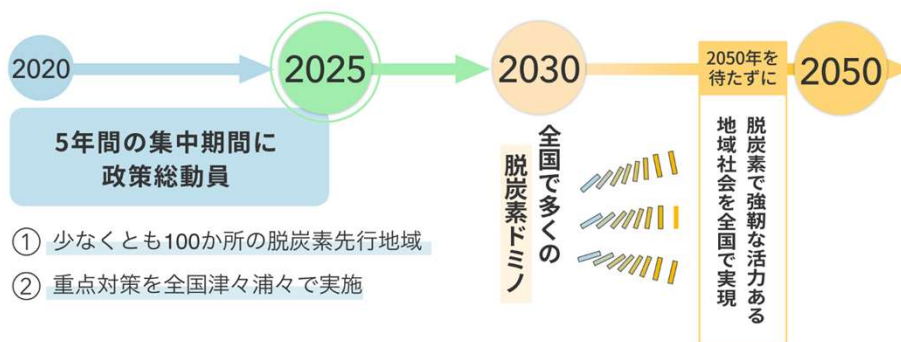 2020
2025
2030
2050年を
待たずに
2050
5年間の集中期間に
政策総動員
① 少なくとも100か所の脱炭素先行地域
② 重点対策を全国津々浦々で実施
全国で多くの
脱炭素ドミノ
脱炭素で強靭な活力ある
地域社会を全国で実現